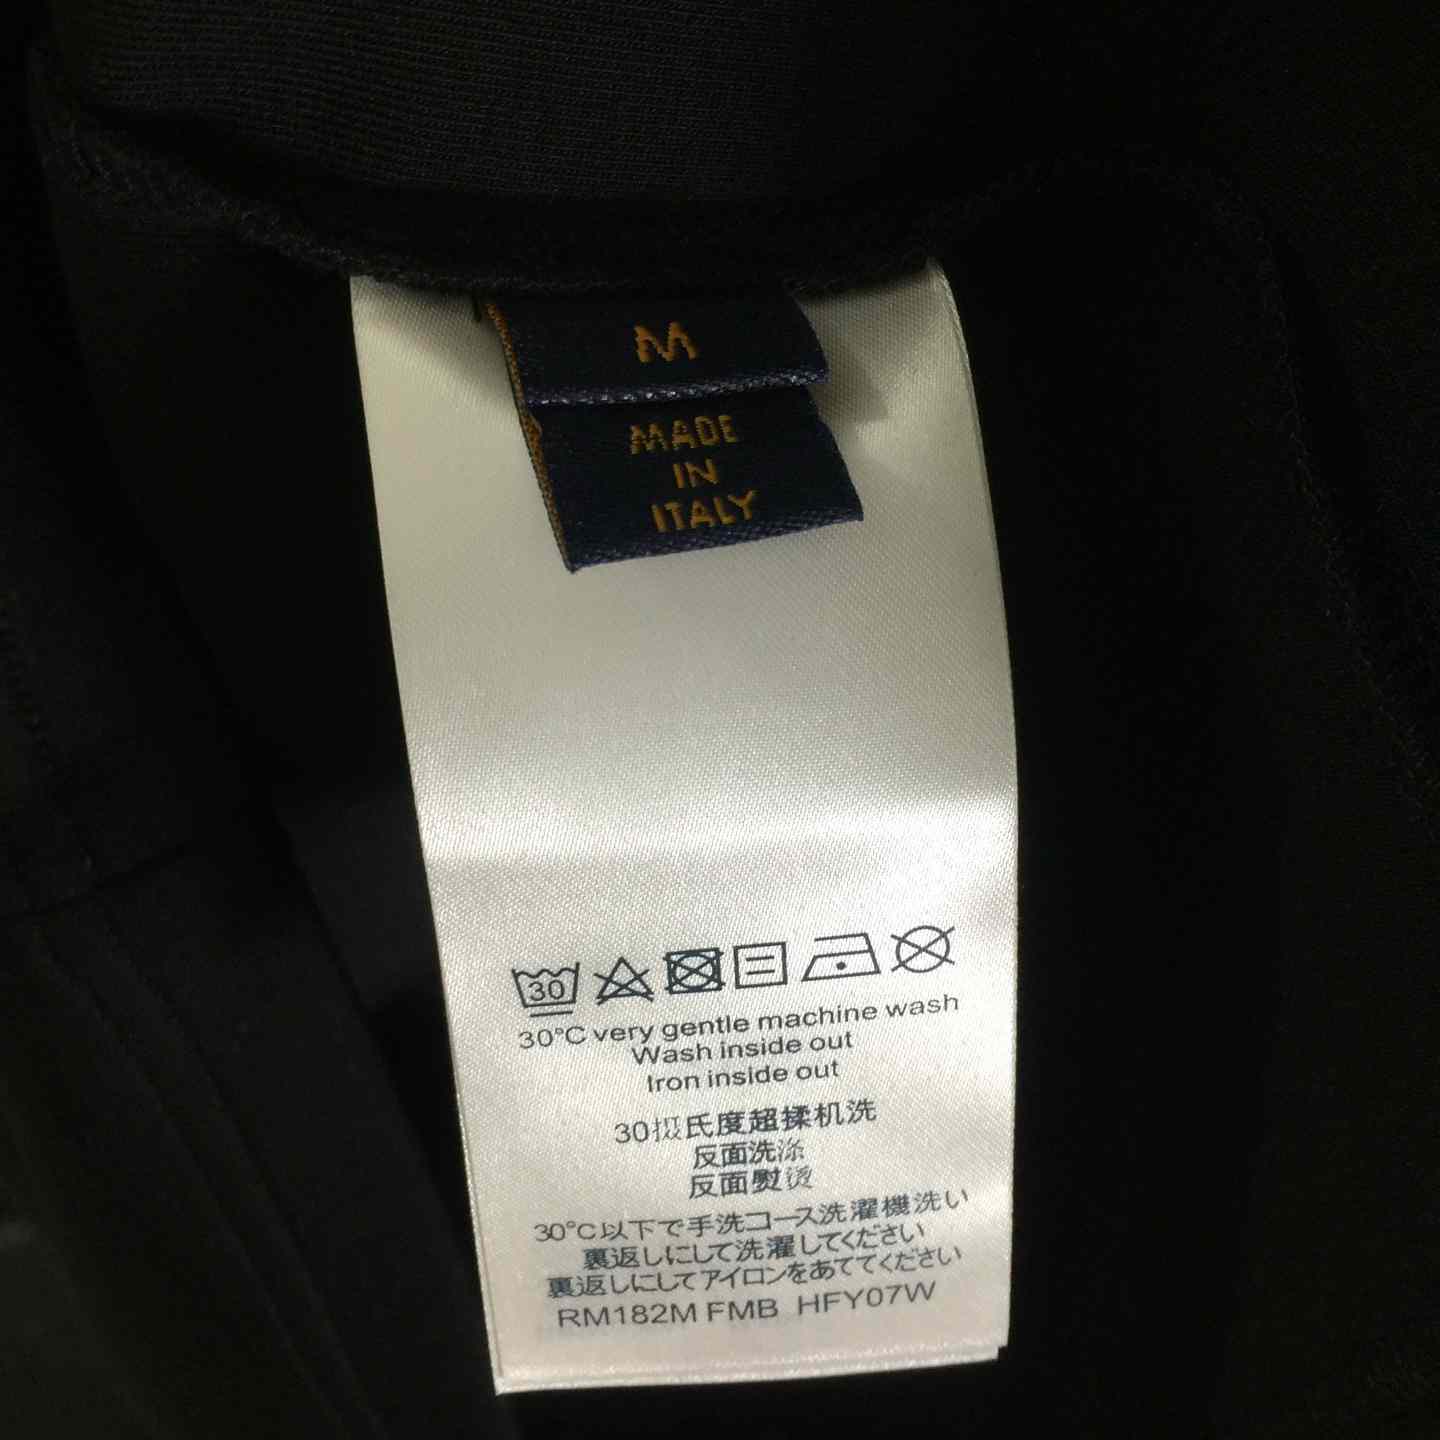 M
MADE
IN
ITALY
30
30°C very gentle machine wash
Wash inside out
Iron inside out
30摄氏度超揉机洗
反面洗涤
反面熨烫
30°C以下で手洗コース洗濯機洗い
裏返しにして洗濯してください
裏返しにしてアイロンをあててください
RM182M FMB HFY07W